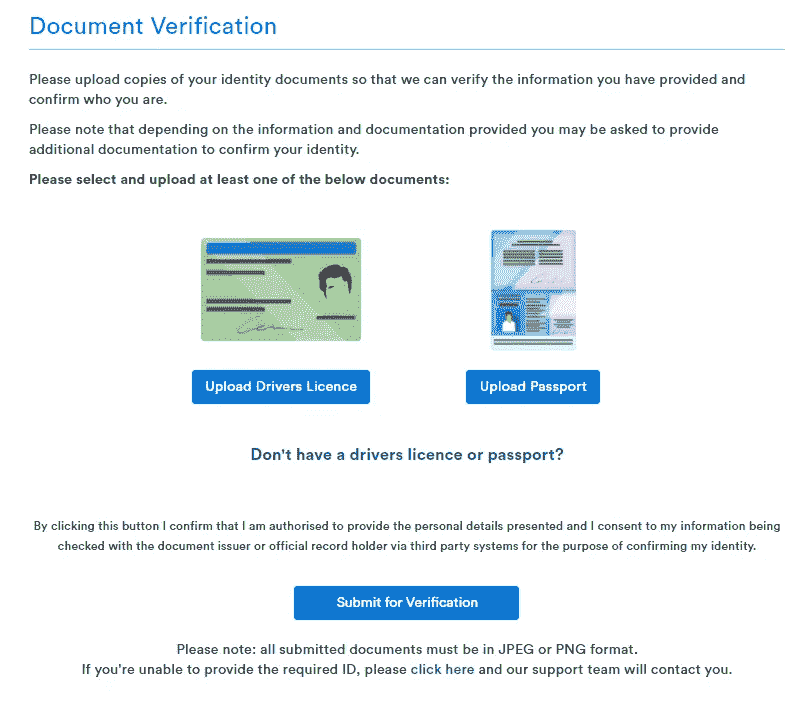 Document Verification
Please upload copies of your identity documents so that we can verify the information you have provided and
confirm who you are.
Please note that depending on the information and documentation provided you may be asked to provide
additional documentation to confirm your identity.
Please select and upload at least one of the below documents:
Upload Drivers Licence
Upload Passport
Don't have a drivers licence or passport?
By clicking this button I confirm that I am authorised to provide the personal details presented and I consent to my information being
checked with the document issuer or official record holder via third party systems for the purpose of confirming my identity.
Submit for Verification
Please note: all submitted documents must be in JPEG or PNG format.
If you're unable to provide the required ID, please click here and our support team will contact you.